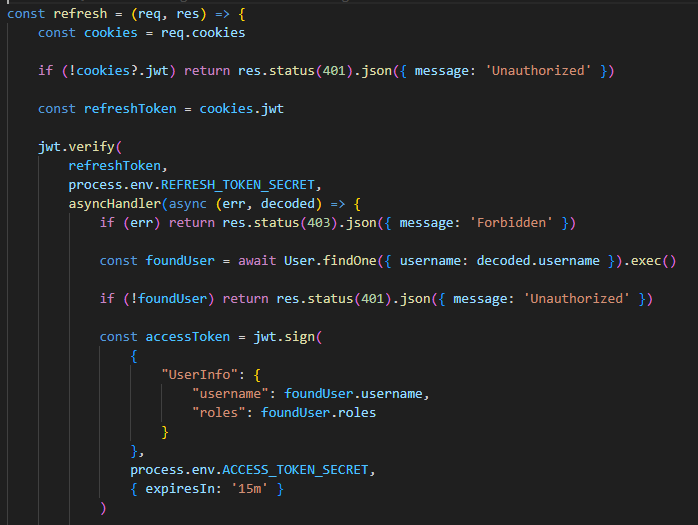 const refresh = (req, res) => {
    const cookies = req.cookies

    if (!cookies?.jwt) return res.status(401).json({ message: 'Unauthorized' })

    const refreshToken = cookies.jwt

    jwt.verify(
        refreshToken,
        process.env.REFRESH_TOKEN_SECRET,
        asyncHandler(async (err, decoded) => {
            if (err) return res.status(403).json({ message: 'Forbidden' })

            const foundUser = await User.findOne({ username: decoded.username }).exec()

            if (!foundUser) return res.status(401).json({ message: 'Unauthorized' })

            const accessToken = jwt.sign(
                {
                    "UserInfo": {
                        "username": foundUser.username,
                        "roles": foundUser.roles
                    }
                },
                process.env.ACCESS_TOKEN_SECRET,
                { expiresIn: '15m' }
            )